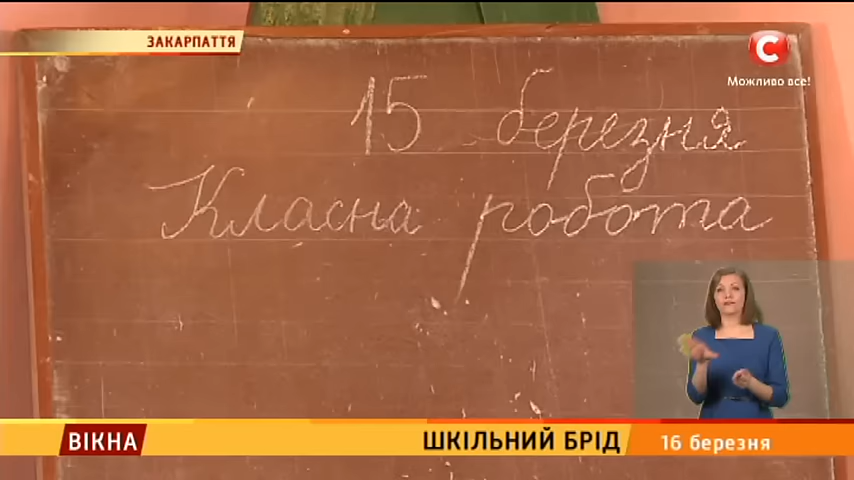 ЗАКАРПАТТЯ
Можливо все!
15 березня
Класна робота
ВІКНА
ШКІЛЬНИЙ БРІД
16 березня